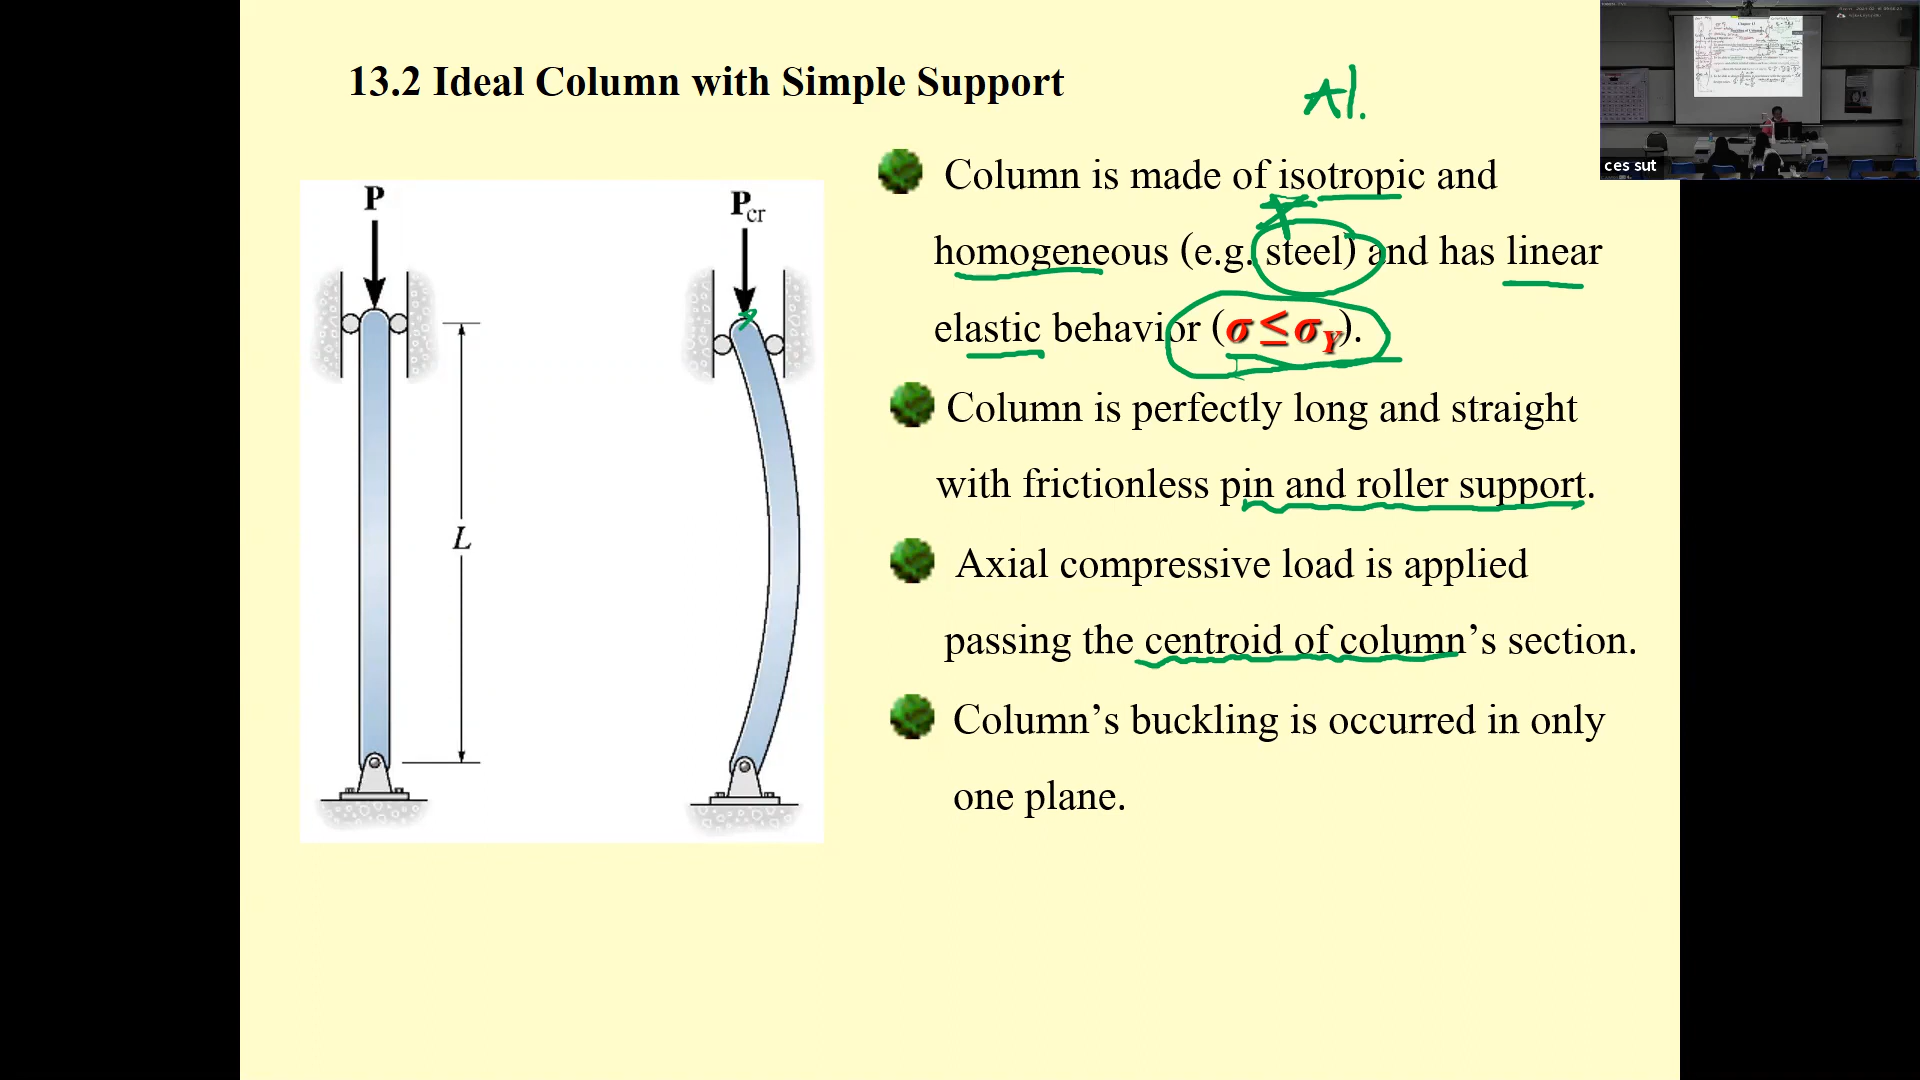 13.2 Ideal Column with Simple Support
Al.
P
P cr
L
Column is made of isotropic and
homogeneous (e.g. steel) and has linear
elastic behavior (σ ≤ σ Y).
Column is perfectly long and straight
with frictionless pin and roller support.
Axial compressive load is applied
passing the centroid of column’s section.
Column’s buckling is occurred in only
one plane.
ces sut